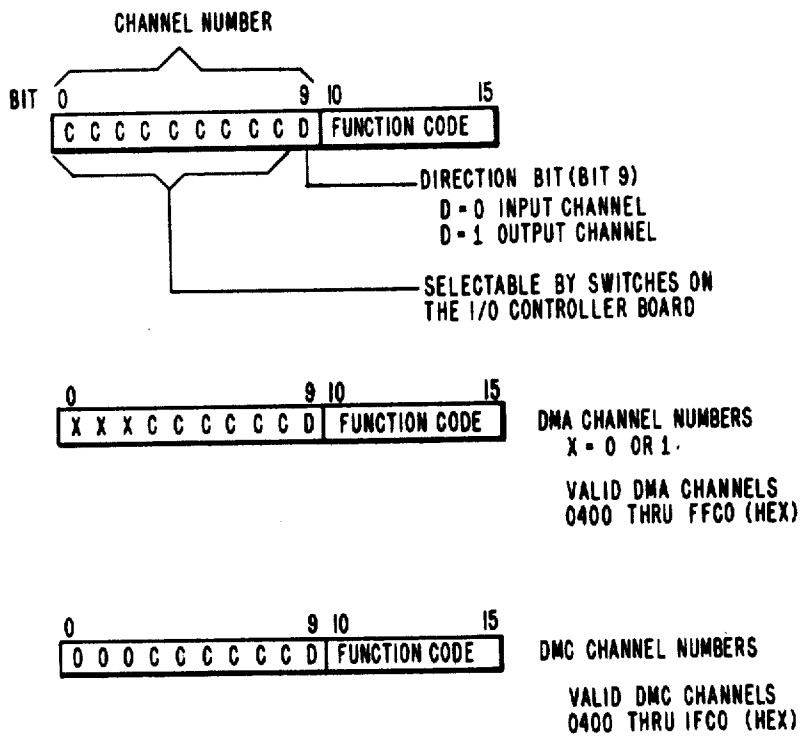 CHANNEL NUMBER
BIT 0 9 10 15
C C C C C C C C C D FUNCTION CODE
DIRECTION BIT (BIT 9)
D = 0 INPUT CHANNEL
D = 1 OUTPUT CHANNEL
SELECTABLE BY SWITCHES ON
THE I/O CONTROLLER BOARD
0 9 10 15
X X X C C C C C C D FUNCTION CODE
DMA CHANNEL NUMBERS
X = 0 OR 1.
VALID DMA CHANNELS
0400 THRU FFC0 (HEX)
0 9 10 15
0 0 0 C C C C C C D FUNCTION CODE
DMC CHANNEL NUMBERS
VALID DMC CHANNELS
0400 THRU 1FC0 (HEX)